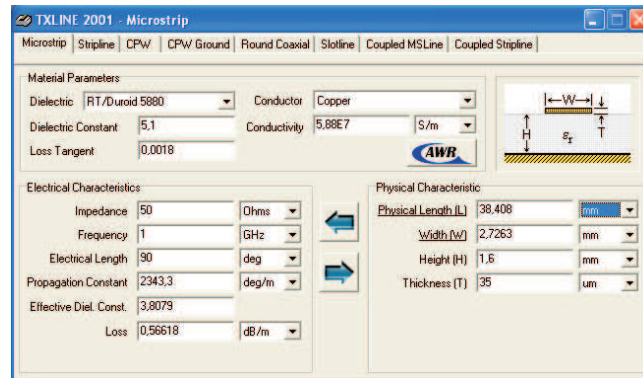 TXLINE 2001 - Microstrip
Microstrip Stripline CPW CPW Ground Round Coaxial Slotline Coupled MSLine Coupled Stripline
Material Parameters
Dielectric RT/Duroid 5880 Conductor Copper
Dielectric Constant 5,1 Conductivity 5,88E7 S/m
Loss Tangent 0,0018 AWR
W
H εr T
Electrical Characteristics
Impedance 50 Ohms
Frequency 1 GHz
Electrical Length 90 deg
Propagation Constant 2343,3 deg/m
Effective Diel. Const. 3,8079
Loss 0,56618 dB/m
Physical Characteristic
Physical Length (L) 38,408 mm
Width (W) 2,7263 mm
Height (H) 1,6 mm
Thickness (T) 35 um